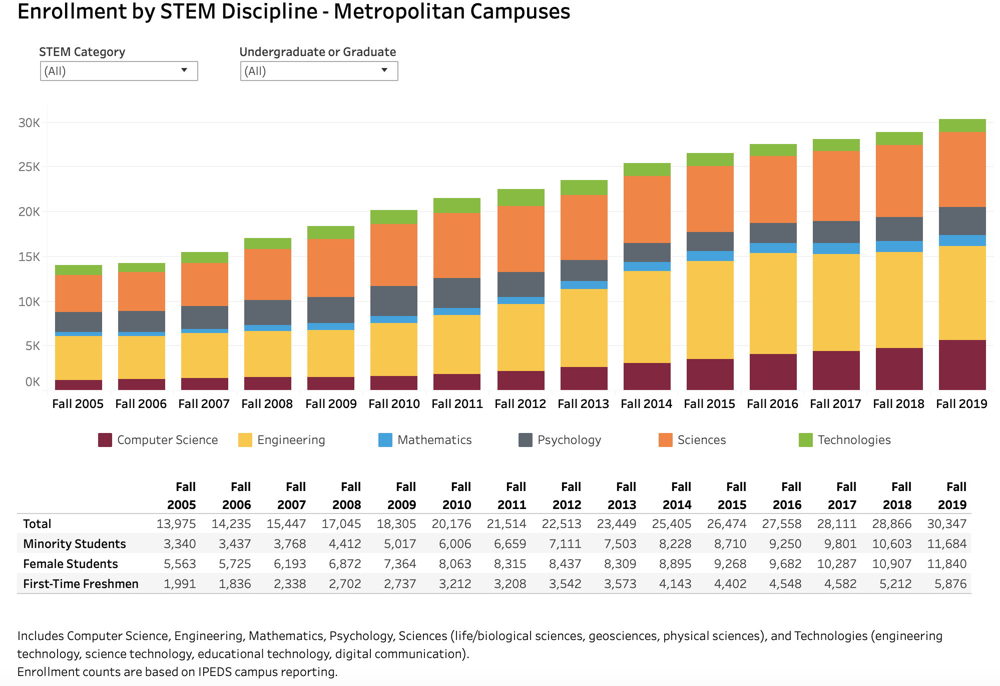 Enrollment by STEM Discipline - Metropolitan Campuses
STEM Category Undergraduate or Graduate
(All) (All)
30K
25K
20K
15K
10K
5K
0K
Fall 2005 Fall 2006 Fall 2007 Fall 2008 Fall 2009 Fall 2010 Fall 2011 Fall 2012 Fall 2013 Fall 2014 Fall 2015 Fall 2016 Fall 2017 Fall 2018 Fall 2019
Computer Science Engineering Mathematics Psychology Sciences Technologies
Fall Fall Fall Fall Fall Fall Fall Fall Fall Fall Fall Fall Fall Fall Fall
2005 2006 2007 2008 2009 2010 2011 2012 2013 2014 2015 2016 2017 2018 2019
Total 13,975 14,235 15,447 17,045 18,305 20,176 21,514 22,513 23,449 25,405 26,474 27,558 28,111 28,866 30,347
Minority Students 3,340 3,437 3,768 4,412 5,017 6,006 6,659 7,111 7,503 8,228 8,710 9,250 9,801 10,603 11,684
Female Students 5,563 5,725 6,193 6,872 7,364 8,063 8,315 8,437 8,309 8,895 9,268 9,682 10,287 10,907 11,840
First-Time Freshmen 1,991 1,836 2,338 2,702 2,737 3,212 3,208 3,542 3,573 4,143 4,402 4,548 4,582 5,212 5,876
Includes Computer Science, Engineering, Mathematics, Psychology, Sciences (life/biological sciences, geosciences, physical sciences), and Technologies (engineering
technology, science technology, educational technology, digital communication).
Enrollment counts are based on IPEDS campus reporting.